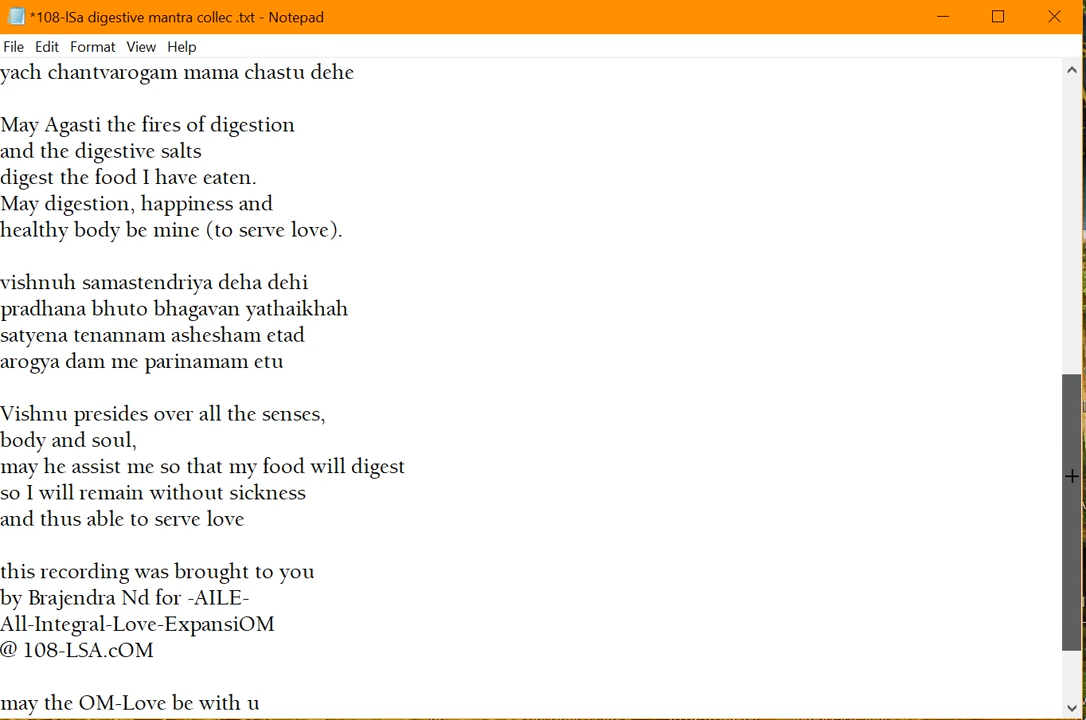 *108-lSa digestive mantra collec .txt - Notepad
File Edit Format View Help
yach chantvarogam mama chastu dehe
May Agasti the fires of digestion
and the digestive salts
digest the food I have eaten.
May digestion, happiness and
healthy body be mine (to serve love).
vishnuh samastendriya deha dehi
pradhana bhuto bhagavan yathaikhah
satyena tenannam ashesham etad
arogya dam me parinamam etu
Vishnu presides over all the senses,
body and soul,
may he assist me so that my food will digest
so I will remain without sickness
and thus able to serve love
this recording was brought to you
by Brajendra Nd for -AILE-
All-Integral-Love-ExpansiOM
@ 108-LSA.cOM
may the OM-Love be with u